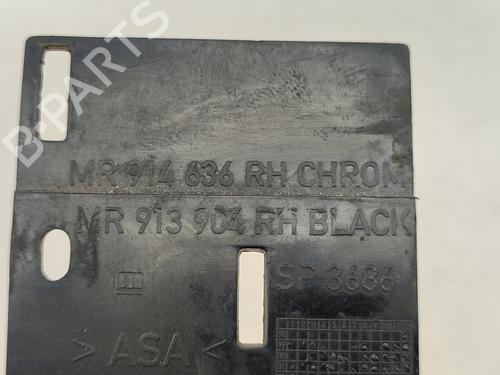 B-PARTS
MR 914 636 RH CHROM
MR 913 904 RH BLACK
SP 3686
> ASA <